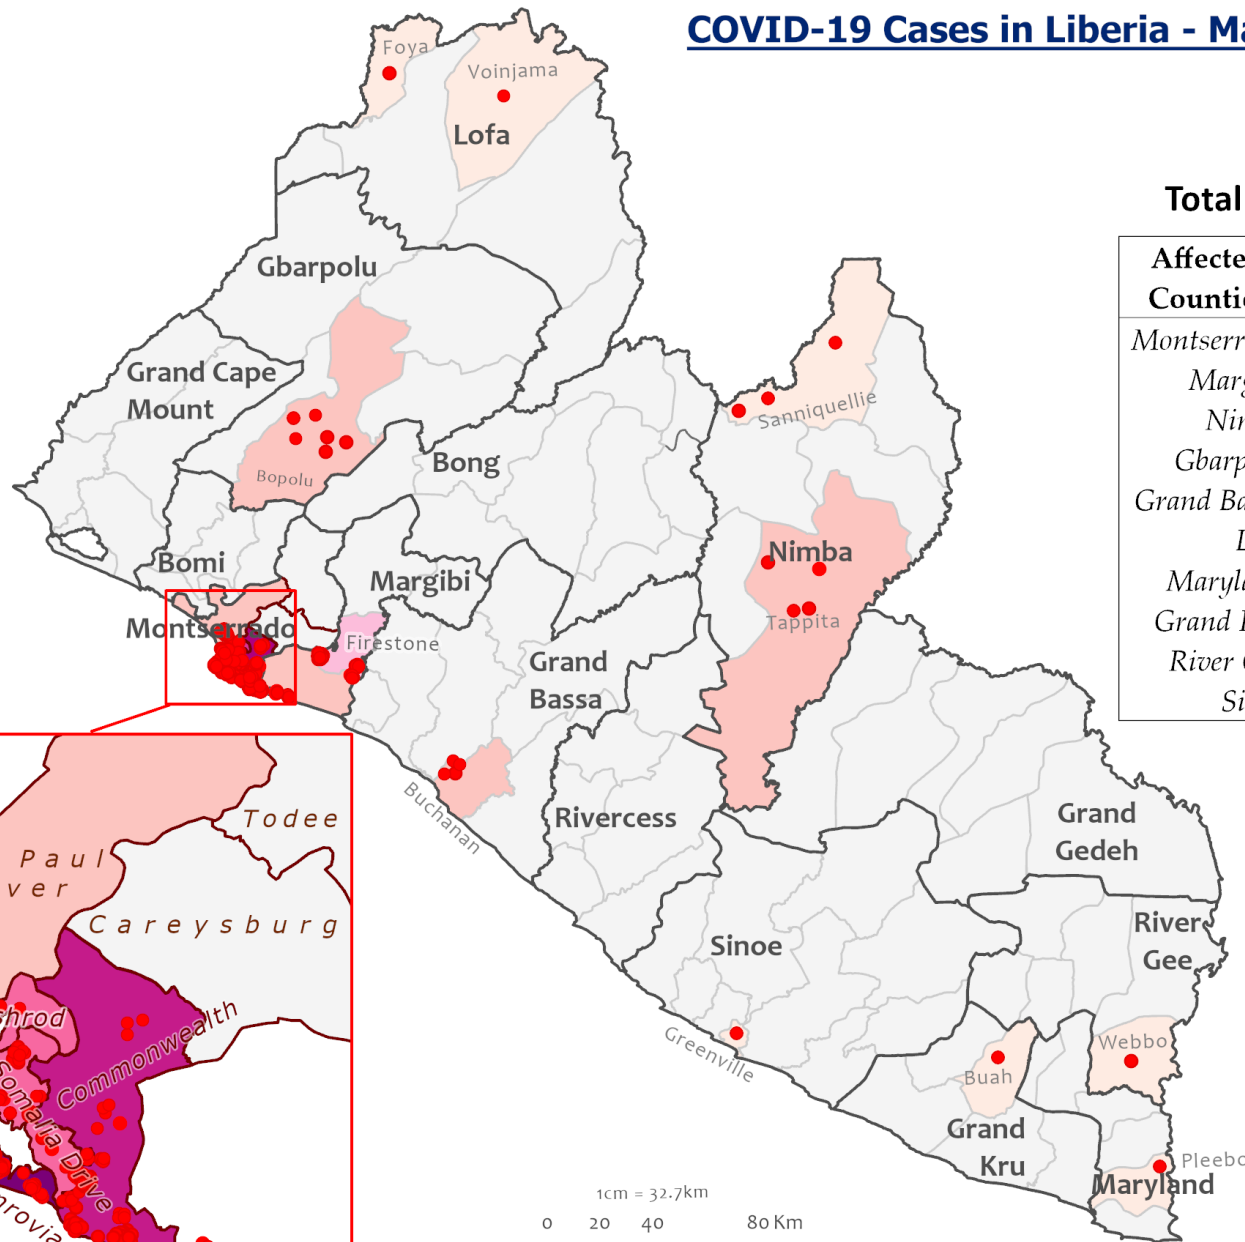 COVID-19 Cases in Liberia - Ma
Foya
Voinjama
Lofa
Total
Affecte
Countie
Montserr
Marg
Nin
Gbarp
Grand Ba
L
Maryla
Grand
River
Si
Gbarpolu
Grand Cape
Mount
Sanniquellie
Bong
Bopolu
Bomi
Margibi
Nimba
Tappita
Montserrado
Firestone
Grand
Bassa
Buchanan
Rivercess
Grand
Gedeh
Todee
Paul
ver
Careysburg
River
Gee
Sinoe
shrod
Commonwealth
Somalia Drive
nrovia
Greenville
Webbo
Buah
Grand
Kru
Pleebo
Maryland
1cm = 32.7km
0 20 40 80 Km